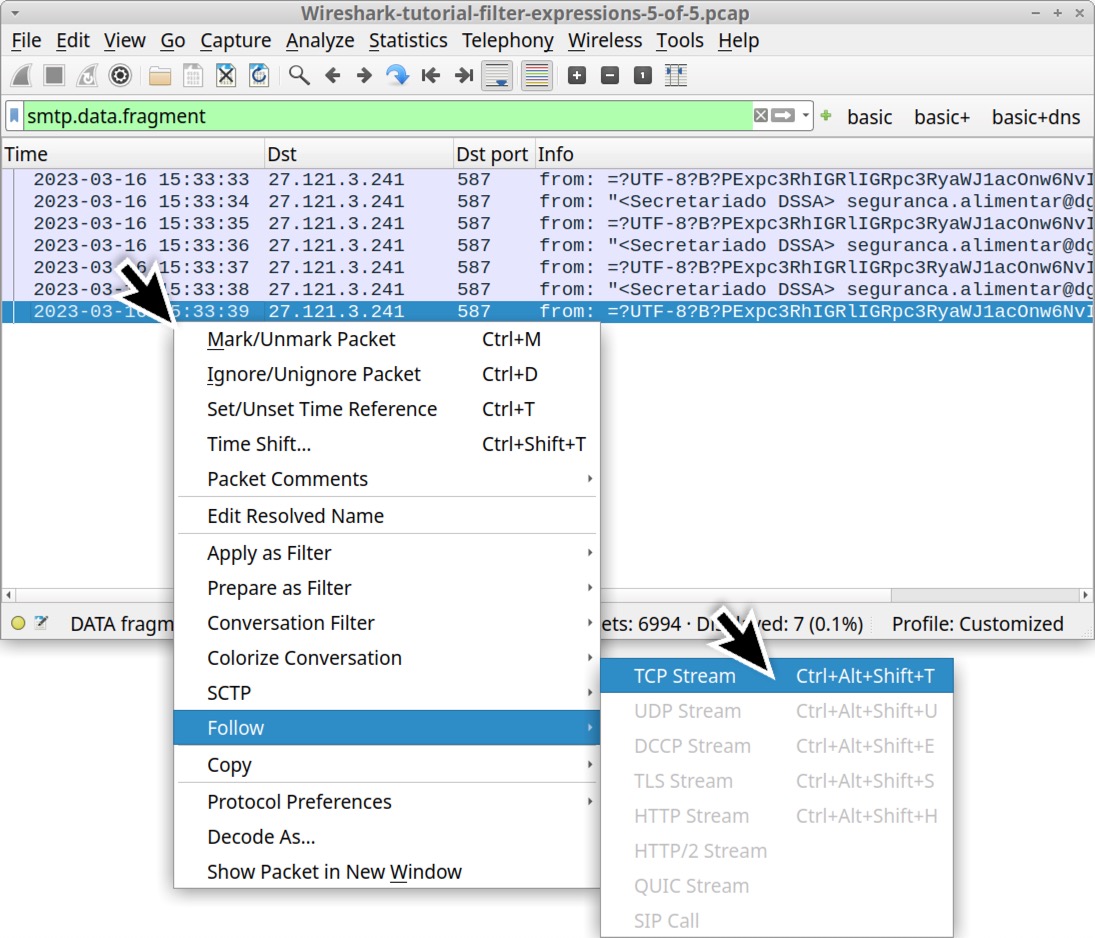 Wireshark-tutorial-filter-expressions-5-of-5.pcap
File Edit View Go Capture Analyze Statistics Telephony Wireless Tools Help
smtp.data.fragment basic basic+ basic+dns
Time Dst Dst port Info
2023-03-16 15:33:33 27.121.3.241 587 from: =?UTF-8?B?PExpc3RhIGRlIGRpc3RyaWJ1acOnw6NvI
2023-03-16 15:33:34 27.121.3.241 587 from: "<Secretariado DSSA> seguranca.alimentar@dg
2023-03-16 15:33:35 27.121.3.241 587 from: =?UTF-8?B?PExpc3RhIGRlIGRpc3RyaWJ1acOnw6NvI
2023-03-16 15:33:36 27.121.3.241 587 from: "<Secretariado DSSA> seguranca.alimentar@dg
2023-03-16 15:33:37 27.121.3.241 587 from: =?UTF-8?B?PExpc3RhIGRlIGRpc3RyaWJ1acOnw6NvI
2023-03-16 15:33:38 27.121.3.241 587 from: "<Secretariado DSSA> seguranca.alimentar@dg
2023-03-16 15:33:39 27.121.3.241 587 from: =?UTF-8?B?PExpc3RhIGRlIGRpc3RyaWJ1acOnw6NvI
Mark/Unmark Packet Ctrl+M
Ignore/Unignore Packet Ctrl+D
Set/Unset Time Reference Ctrl+T
Time Shift... Ctrl+Shift+T
Packet Comments
Edit Resolved Name
Apply as Filter
Prepare as Filter
Conversation Filter
DATA fragm ets: 6994 · Displayed: 7 (0.1%) Profile: Customized
Colorize Conversation
SCTP
Follow
Copy
Protocol Preferences
Decode As...
Show Packet in New Window
TCP Stream Ctrl+Alt+Shift+T
UDP Stream Ctrl+Alt+Shift+U
DCCP Stream Ctrl+Alt+Shift+E
TLS Stream Ctrl+Alt+Shift+S
HTTP Stream Ctrl+Alt+Shift+H
HTTP/2 Stream
QUIC Stream
SIP Call